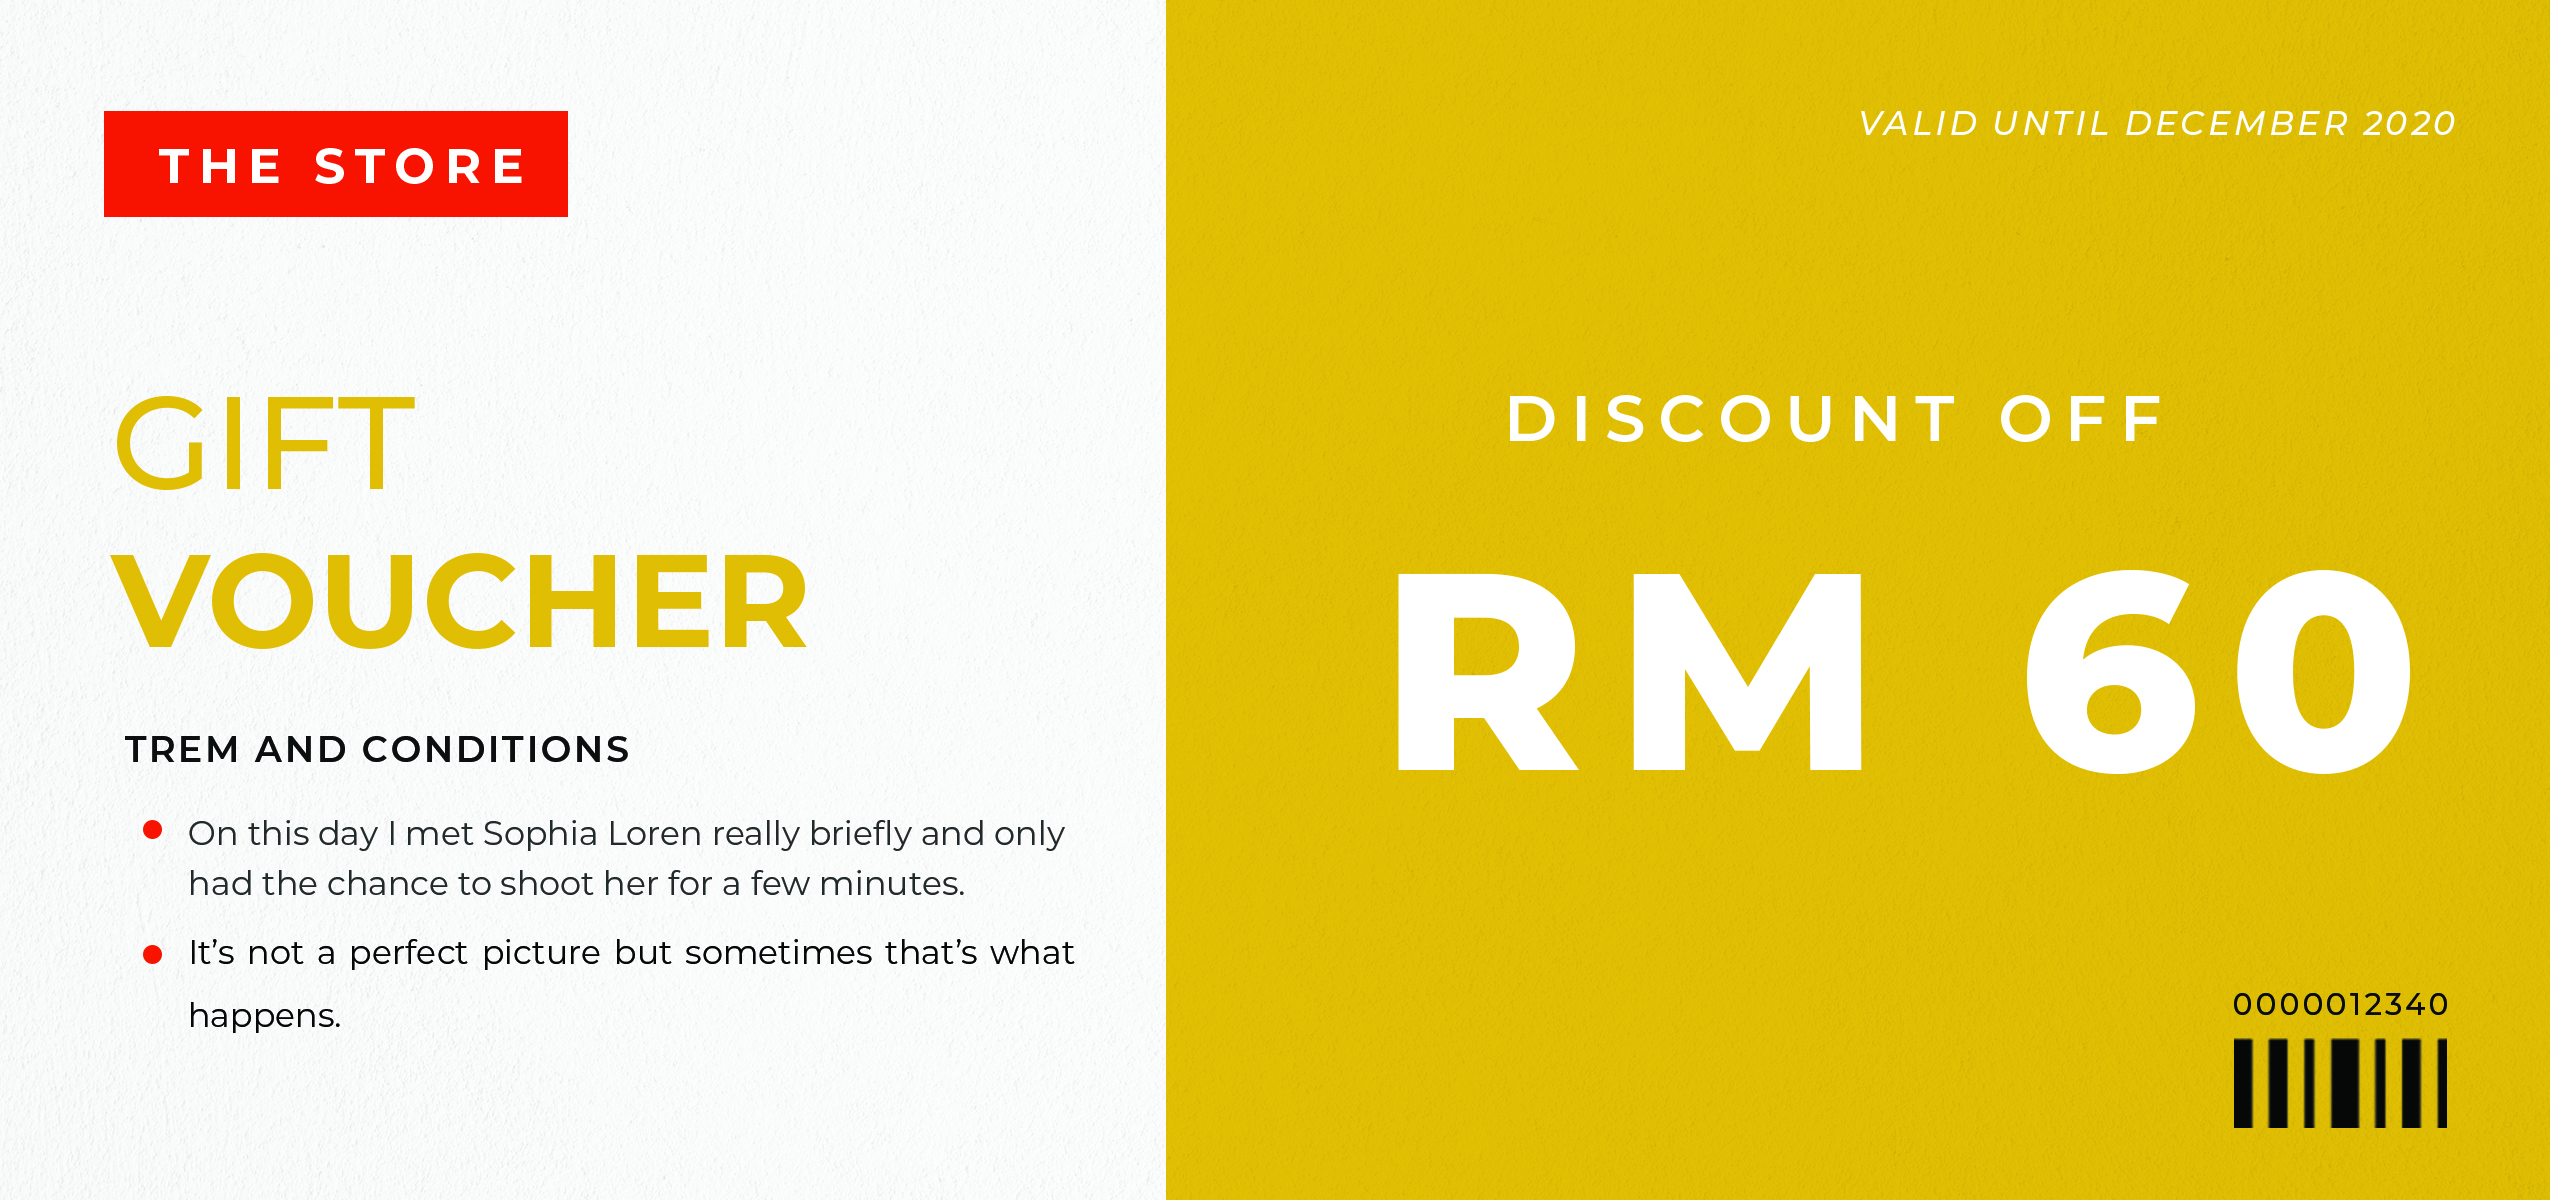 THE STORE
GIFT
VOUCHER
TREM AND CONDITIONS
On this day I met Sophia Loren really briefly and only
had the chance to shoot her for a few minutes.
It’s not a perfect picture but sometimes that’s what
happens.
VALID UNTIL DECEMBER 2020
DISCOUNT OFF
RM 60
0000012340